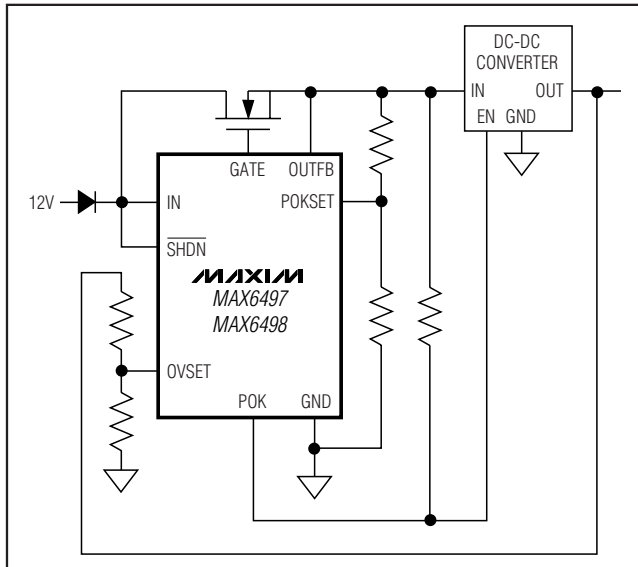 DC-DC
CONVERTER
IN OUT
EN GND
GATE OUTFB
POKSET
12V
IN
SHDN
MAXIM
MAX6497
MAX6498
OVSET
POK GND